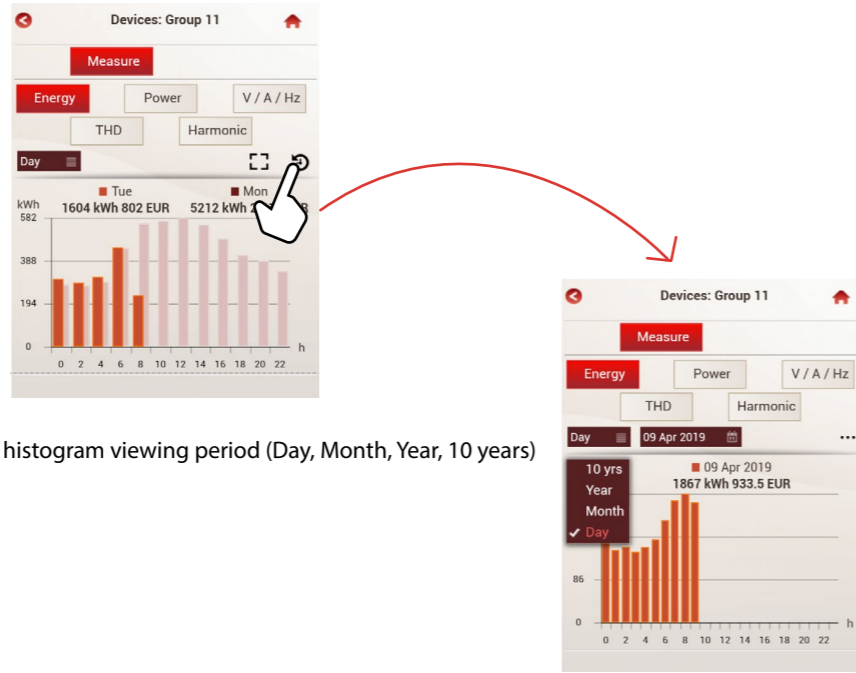 Devices: Group 11
Measure
Energy
Power
V / A / Hz
THD
Harmonic
Day
Tue
Mon
kWh
1604 kWh 802 EUR
5212 kWh
582
388
194
0
h
0 2 4 6 8 10 12 14 16 18 20 22
histogram viewing period (Day, Month, Year, 10 years)
Devices: Group 11
Measure
Energy
Power
V / A / Hz
THD
Harmonic
Day
09 Apr 2019
10 yrs
Year
Month
Day
09 Apr 2019
1867 kWh 933.5 EUR
86
0
h
0 2 4 6 8 10 12 14 16 18 20 22